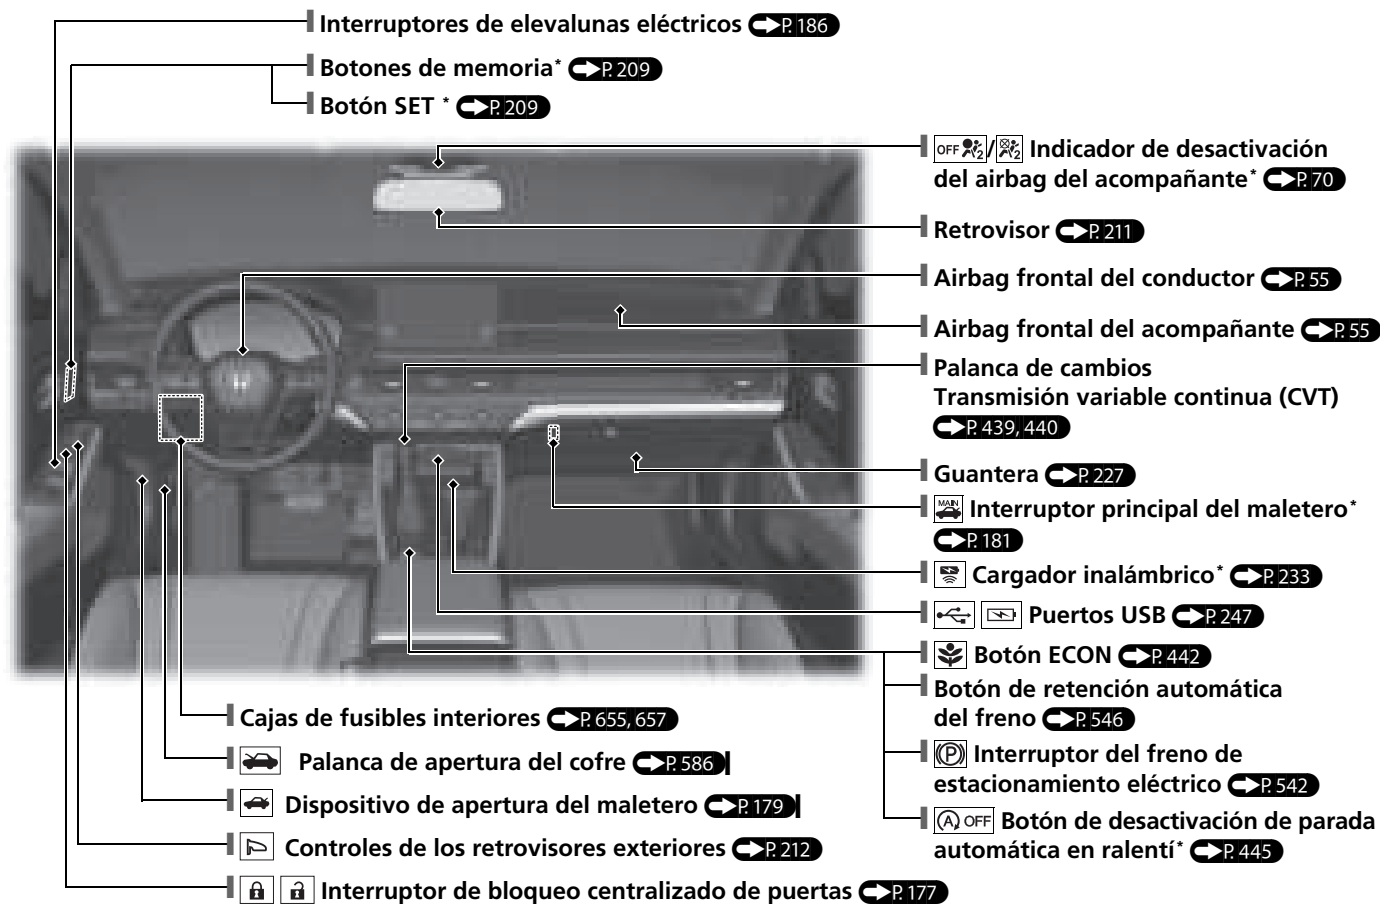 Interruptores de elevalunas eléctricos P. 186
Botones de memoria* P. 209
Botón SET * P. 209
OFF 2 / 2 Indicador de desactivación
del airbag del acompañante* P. 70
Retrovisor P. 211
Airbag frontal del conductor P. 55
Airbag frontal del acompañante P. 55
Palanca de cambios
Transmisión variable continua (CVT)
P. 439, 440
Guantera P. 227
MAIN Interruptor principal del maletero*
P. 181
Cargador inalámbrico* P. 233
Puertos USB P. 247
Botón ECON P. 442
Botón de retención automática
del freno P. 546
(P) Interruptor del freno de
estacionamiento eléctrico P. 542
(A) OFF Botón de desactivación de parada
automática en ralentí* P. 445
Cajas de fusibles interiores P. 655, 657
Palanca de apertura del cofre P. 586
Dispositivo de apertura del maletero P. 179
Controles de los retrovisores exteriores P. 212
Interruptor de bloqueo centralizado de puertas P. 177